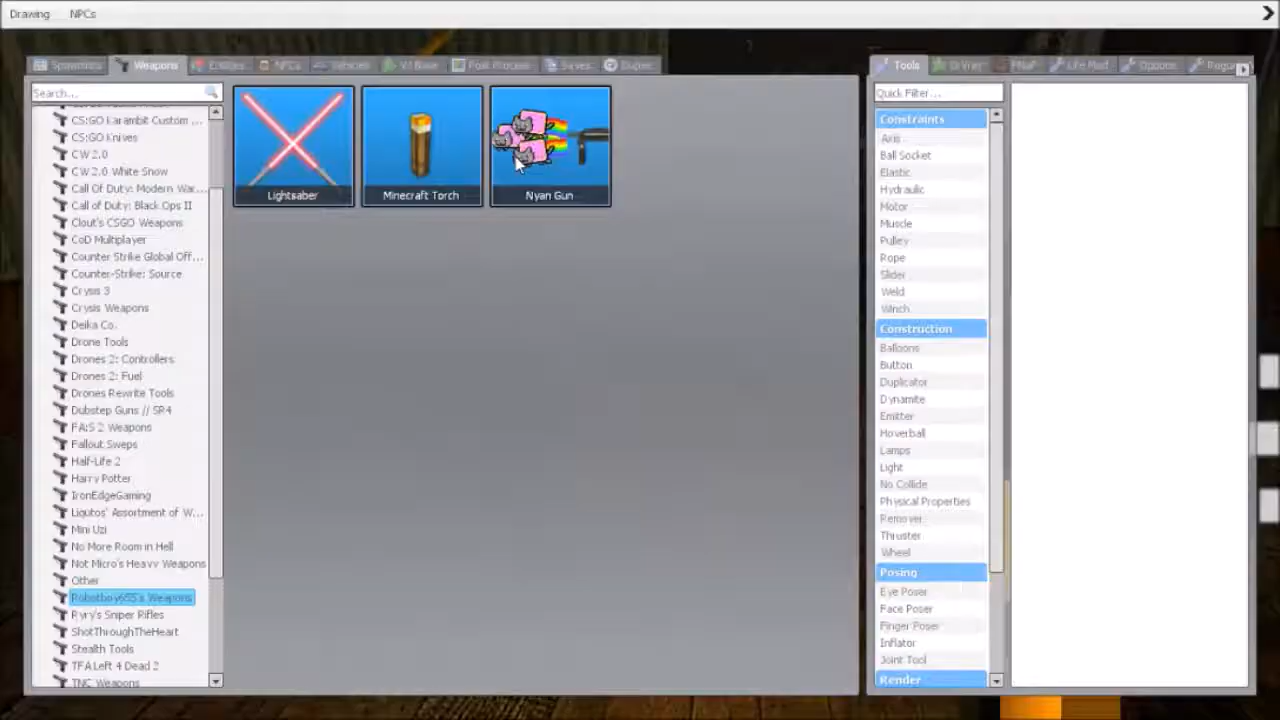 Drawing NPCs
Spawnlists Weapons Entities NPCs Vehicles WIBase Post Process Saves Dupes
Search...
CS:GO Karambit Custom ...
CS:GO Knives
CW 2.0
CW 2.0 White Snow
Call Of Duty: Modern War...
Call of Duty: Black Ops II
Clout's CSGO Weapons
CoD Multiplayer
Counter Strike Global Off...
Counter-Strike: Source
Crysis 3
Crysis Weapons
Deika Co.
Drone Tools
Drones 2: Controllers
Drones 2: Fuel
Drones Rewrite Tools
Dubstep Guns // SR4
FA:S 2 Weapons
Fallout Sweps
Half-Life 2
Harry Potter
IronEdgeGaming
Liqutos' Assortment of W...
Mini Uzi
No More Room in Hell
Not Micro's Heavy Weapons
Other
Robotboy655's Weapons
Ryry's Sniper Rifles
ShotThroughTheHeart
Stealth Tools
TFA Left 4 Dead 2
TNC Weapons
Lightsaber
Minecraft Torch
Nyan Gun
Tools Options
Quick Filter...
Constraints
Axis
Ball Socket
Elastic
Hydraulic
Motor
Muscle
Pulley
Rope
Slider
Weld
Winch
Construction
Balloons
Button
Duplicator
Dynamite
Emitter
Hoverball
Lamps
Light
No Collide
Physical Properties
Remover
Thruster
Wheel
Posing
Eye Poser
Face Poser
Finger Poser
Inflator
Joint Tool
Render